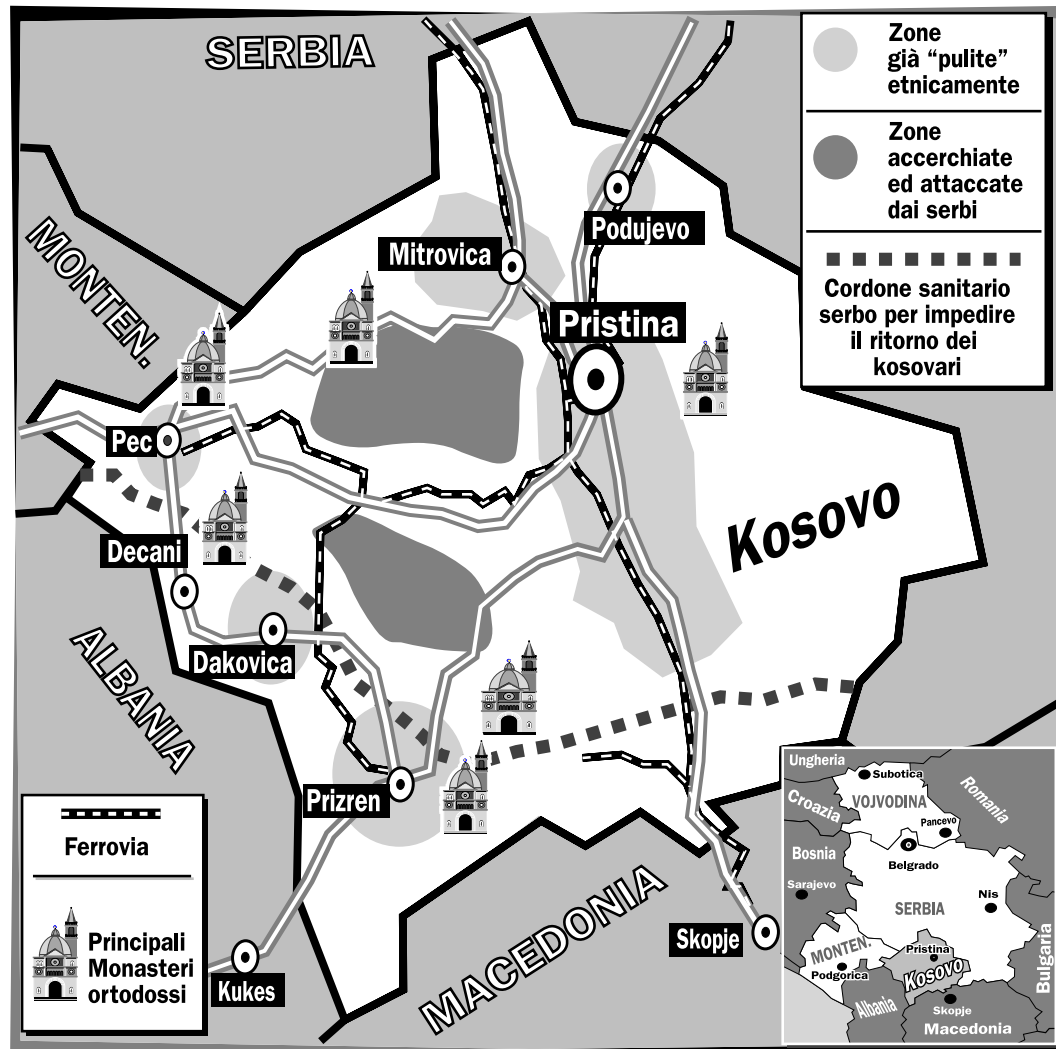 SERBIA
Zone
già “pulite”
etnicamente
Zone
accerchiate
ed attaccate
dai serbi
Cordone sanitario
serbo per impedire
il ritorno dei
kosovari
MONTEN.
Mitrovica
Podujevo
Pristina
Pec
Kosovo
Decani
Dakovica
ALBANIA
Prizren
MACEDONIA
Skopje
Kukes
Ferrovia
Principali
Monasteri
ortodossi
Ungheria
Subotica
Romania
VOJVODINA
Croazia
Pancevo
Bosnia
Belgrado
Sarajevo
Nis
SERBIA
MONTEN.
Pristina
Bulgaria
Podgorica
Kosovo
Albania
Skopje
Macedonia